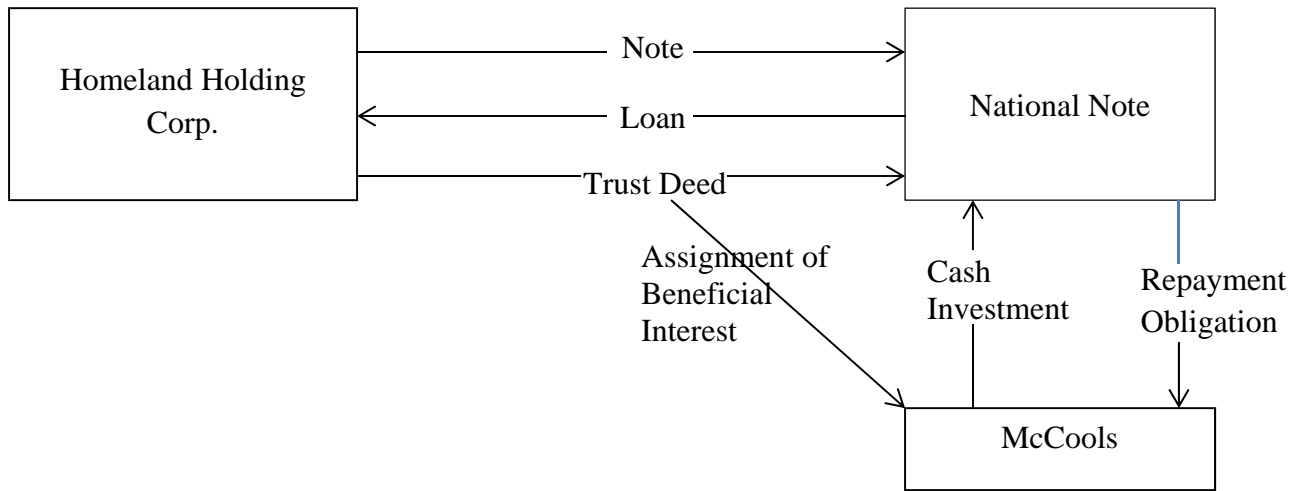 Homeland Holding
Corp.
Note
Loan
Trust Deed
National Note
Assignment of
Beneficial
Interest
Cash
Investment
Repayment
Obligation
McCools